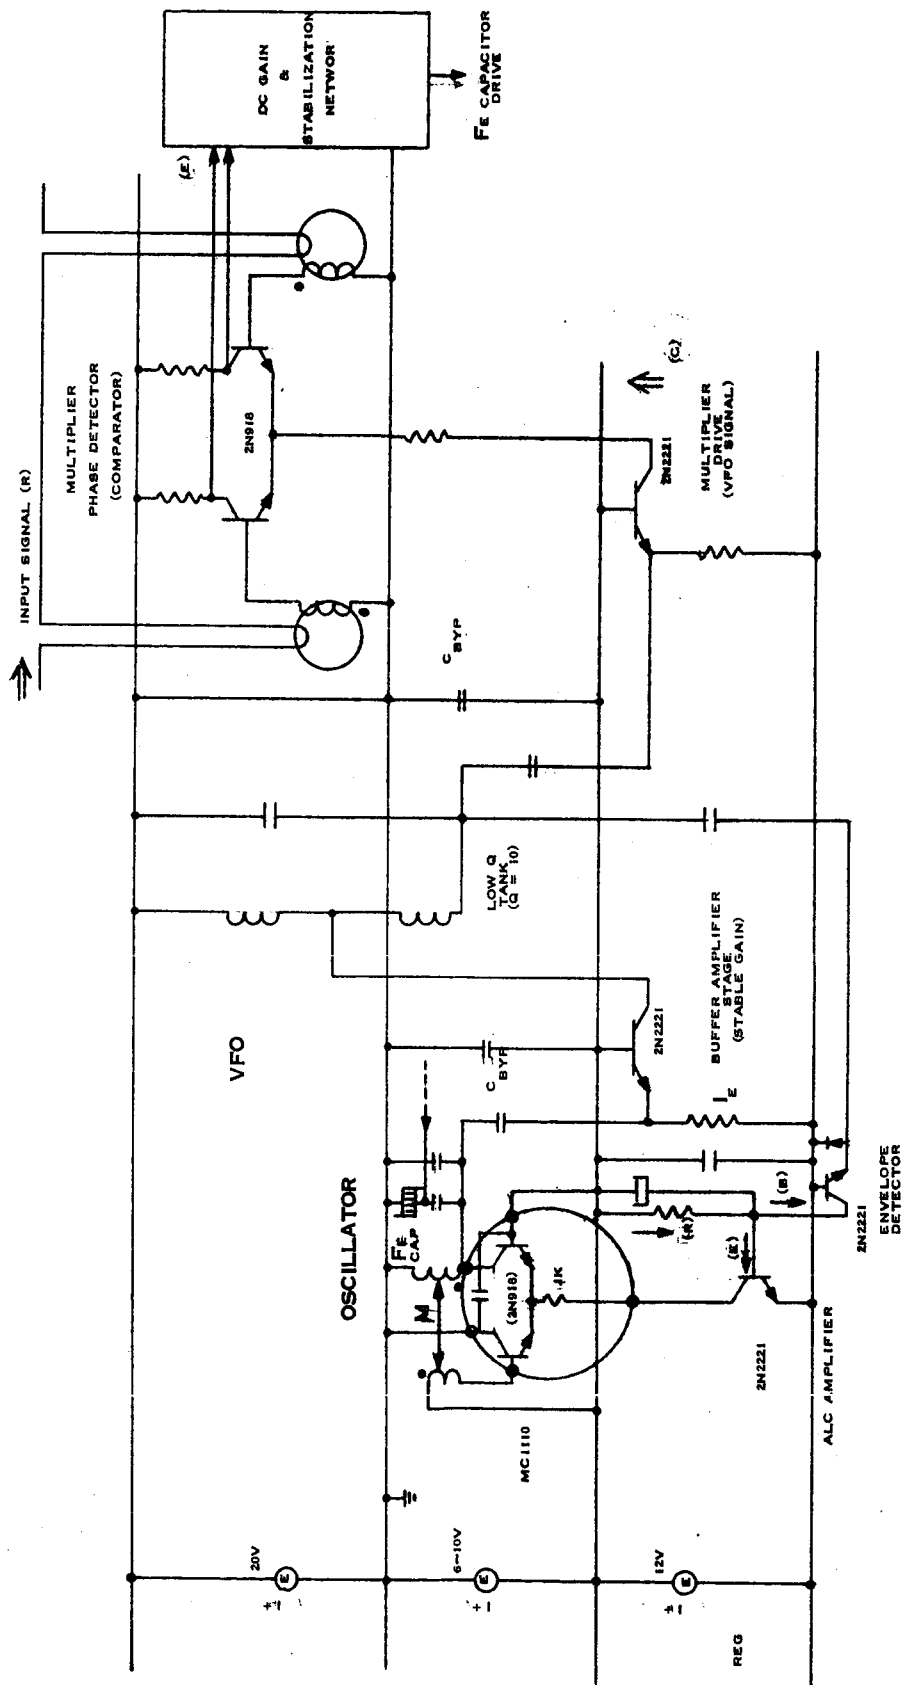 INPUT SIGNAL (R)
MULTIPLIER
PHASE DETECTOR
(COMPARATOR)
2N918
(E)
DC GAIN
&
STABILIZATION
NETWOR
FE CAPACITOR
DRIVE
C BYP
(C)
2N2221
MULTIPLIER
DRIVE
(VFO SIGNAL)
VFO
LOW Q
TANK
(Q = 10)
C BYP
2N2221
BUFFER AMPLIFIER
STAGE
(STABLE GAIN)
I E
OSCILLATOR
FE
CAP
M
(2N918)
.1K
MC1110
(R)
(B)
(E)
2N2221
ENVELOPE
DETECTOR
2N2221
ALC AMPLIFIER
20V
E
+
-
6-10V
E
+
-
12V
E
+
-
REG